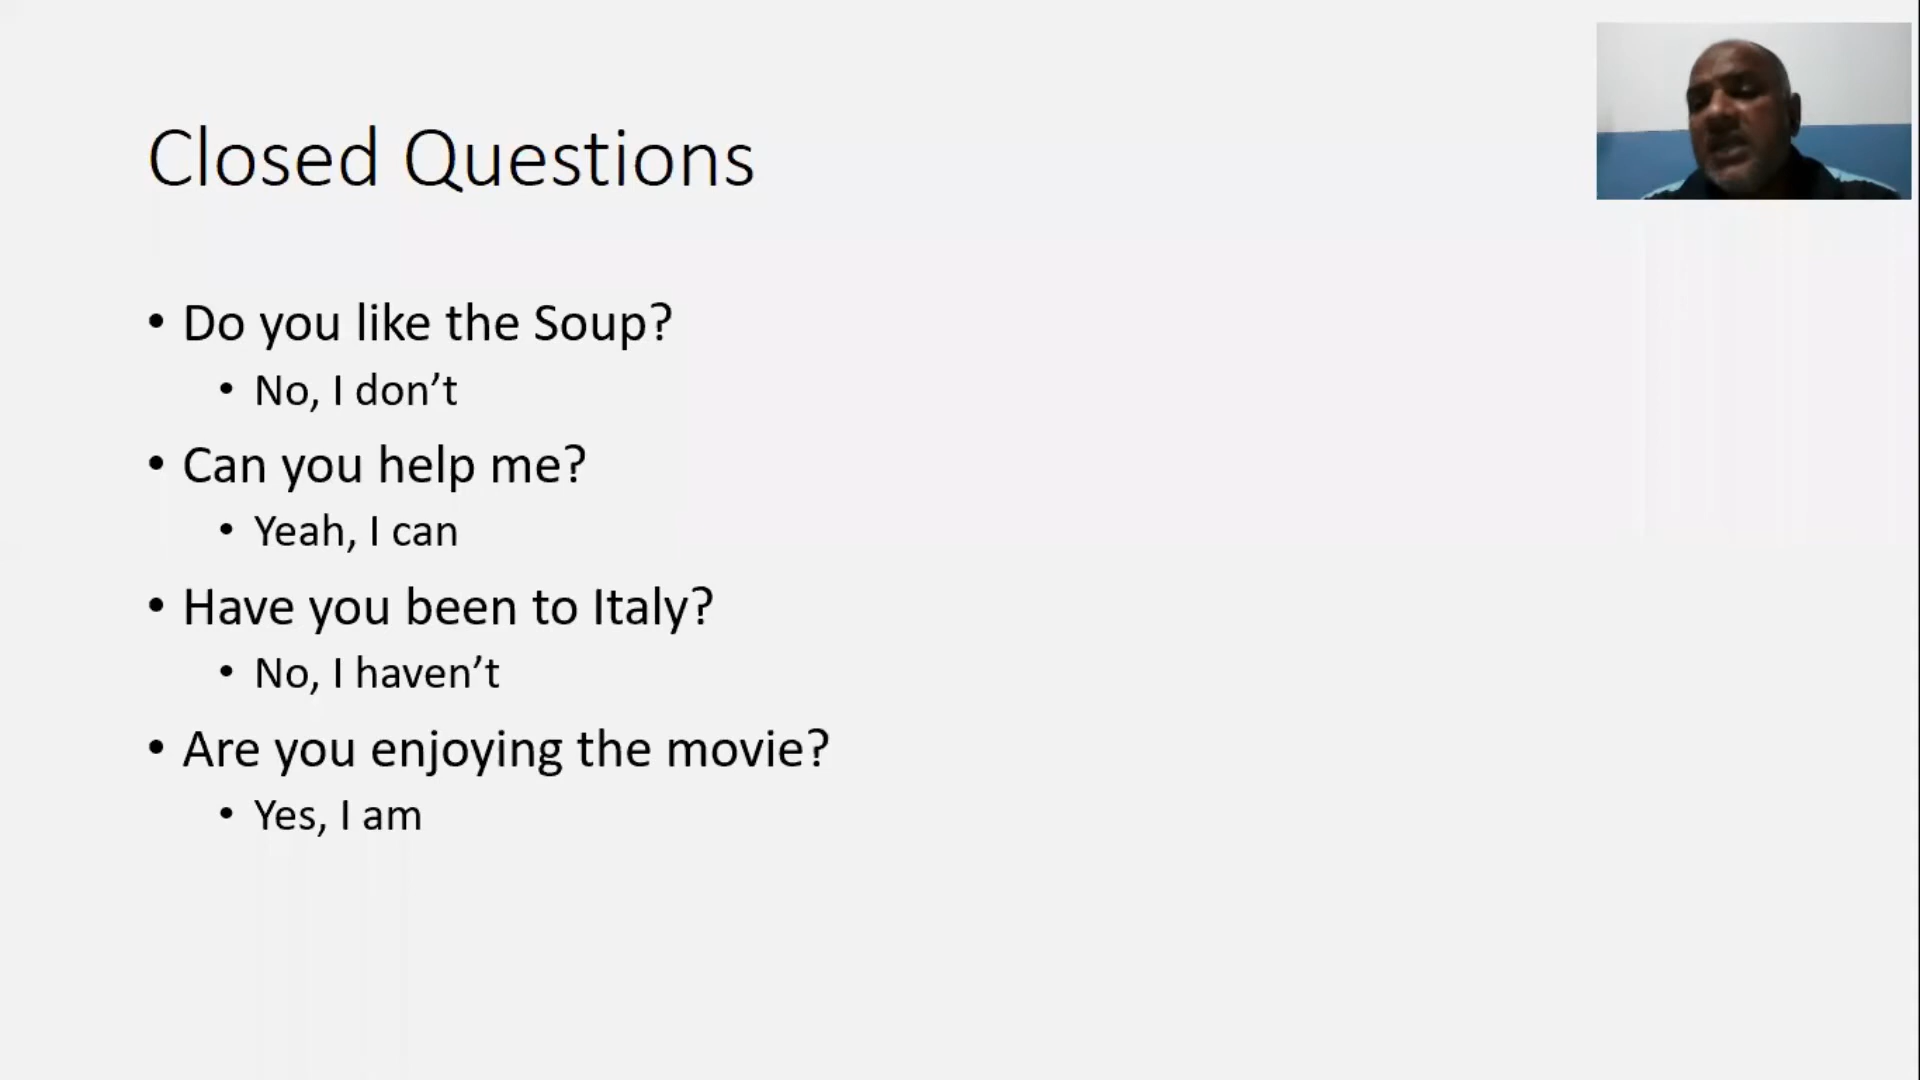 Closed Questions
• Do you like the Soup?
• No, I don’t
• Can you help me?
• Yeah, I can
• Have you been to Italy?
• No, I haven’t
• Are you enjoying the movie?
• Yes, I am